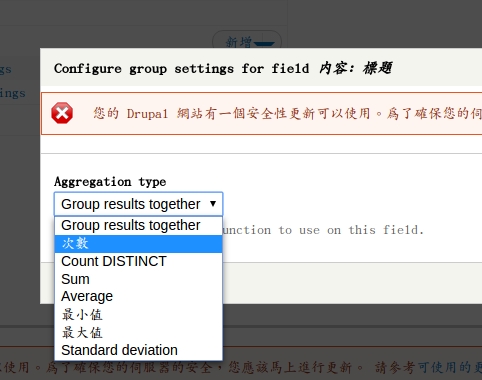 新增
gs
ings
Configure group settings for field 內容: 標題
您的 Drupal 網站有一個安全性更新可以使用。為了確保您的伺
Aggregation type
Group results together
Group results together
unction to use on this field.
次數
Count DISTINCT
Sum
Average
最小值
最大值
Standard deviation
使用。為了確保您的伺服器的安全，您應該馬上進行更新。 請參考可使用的更